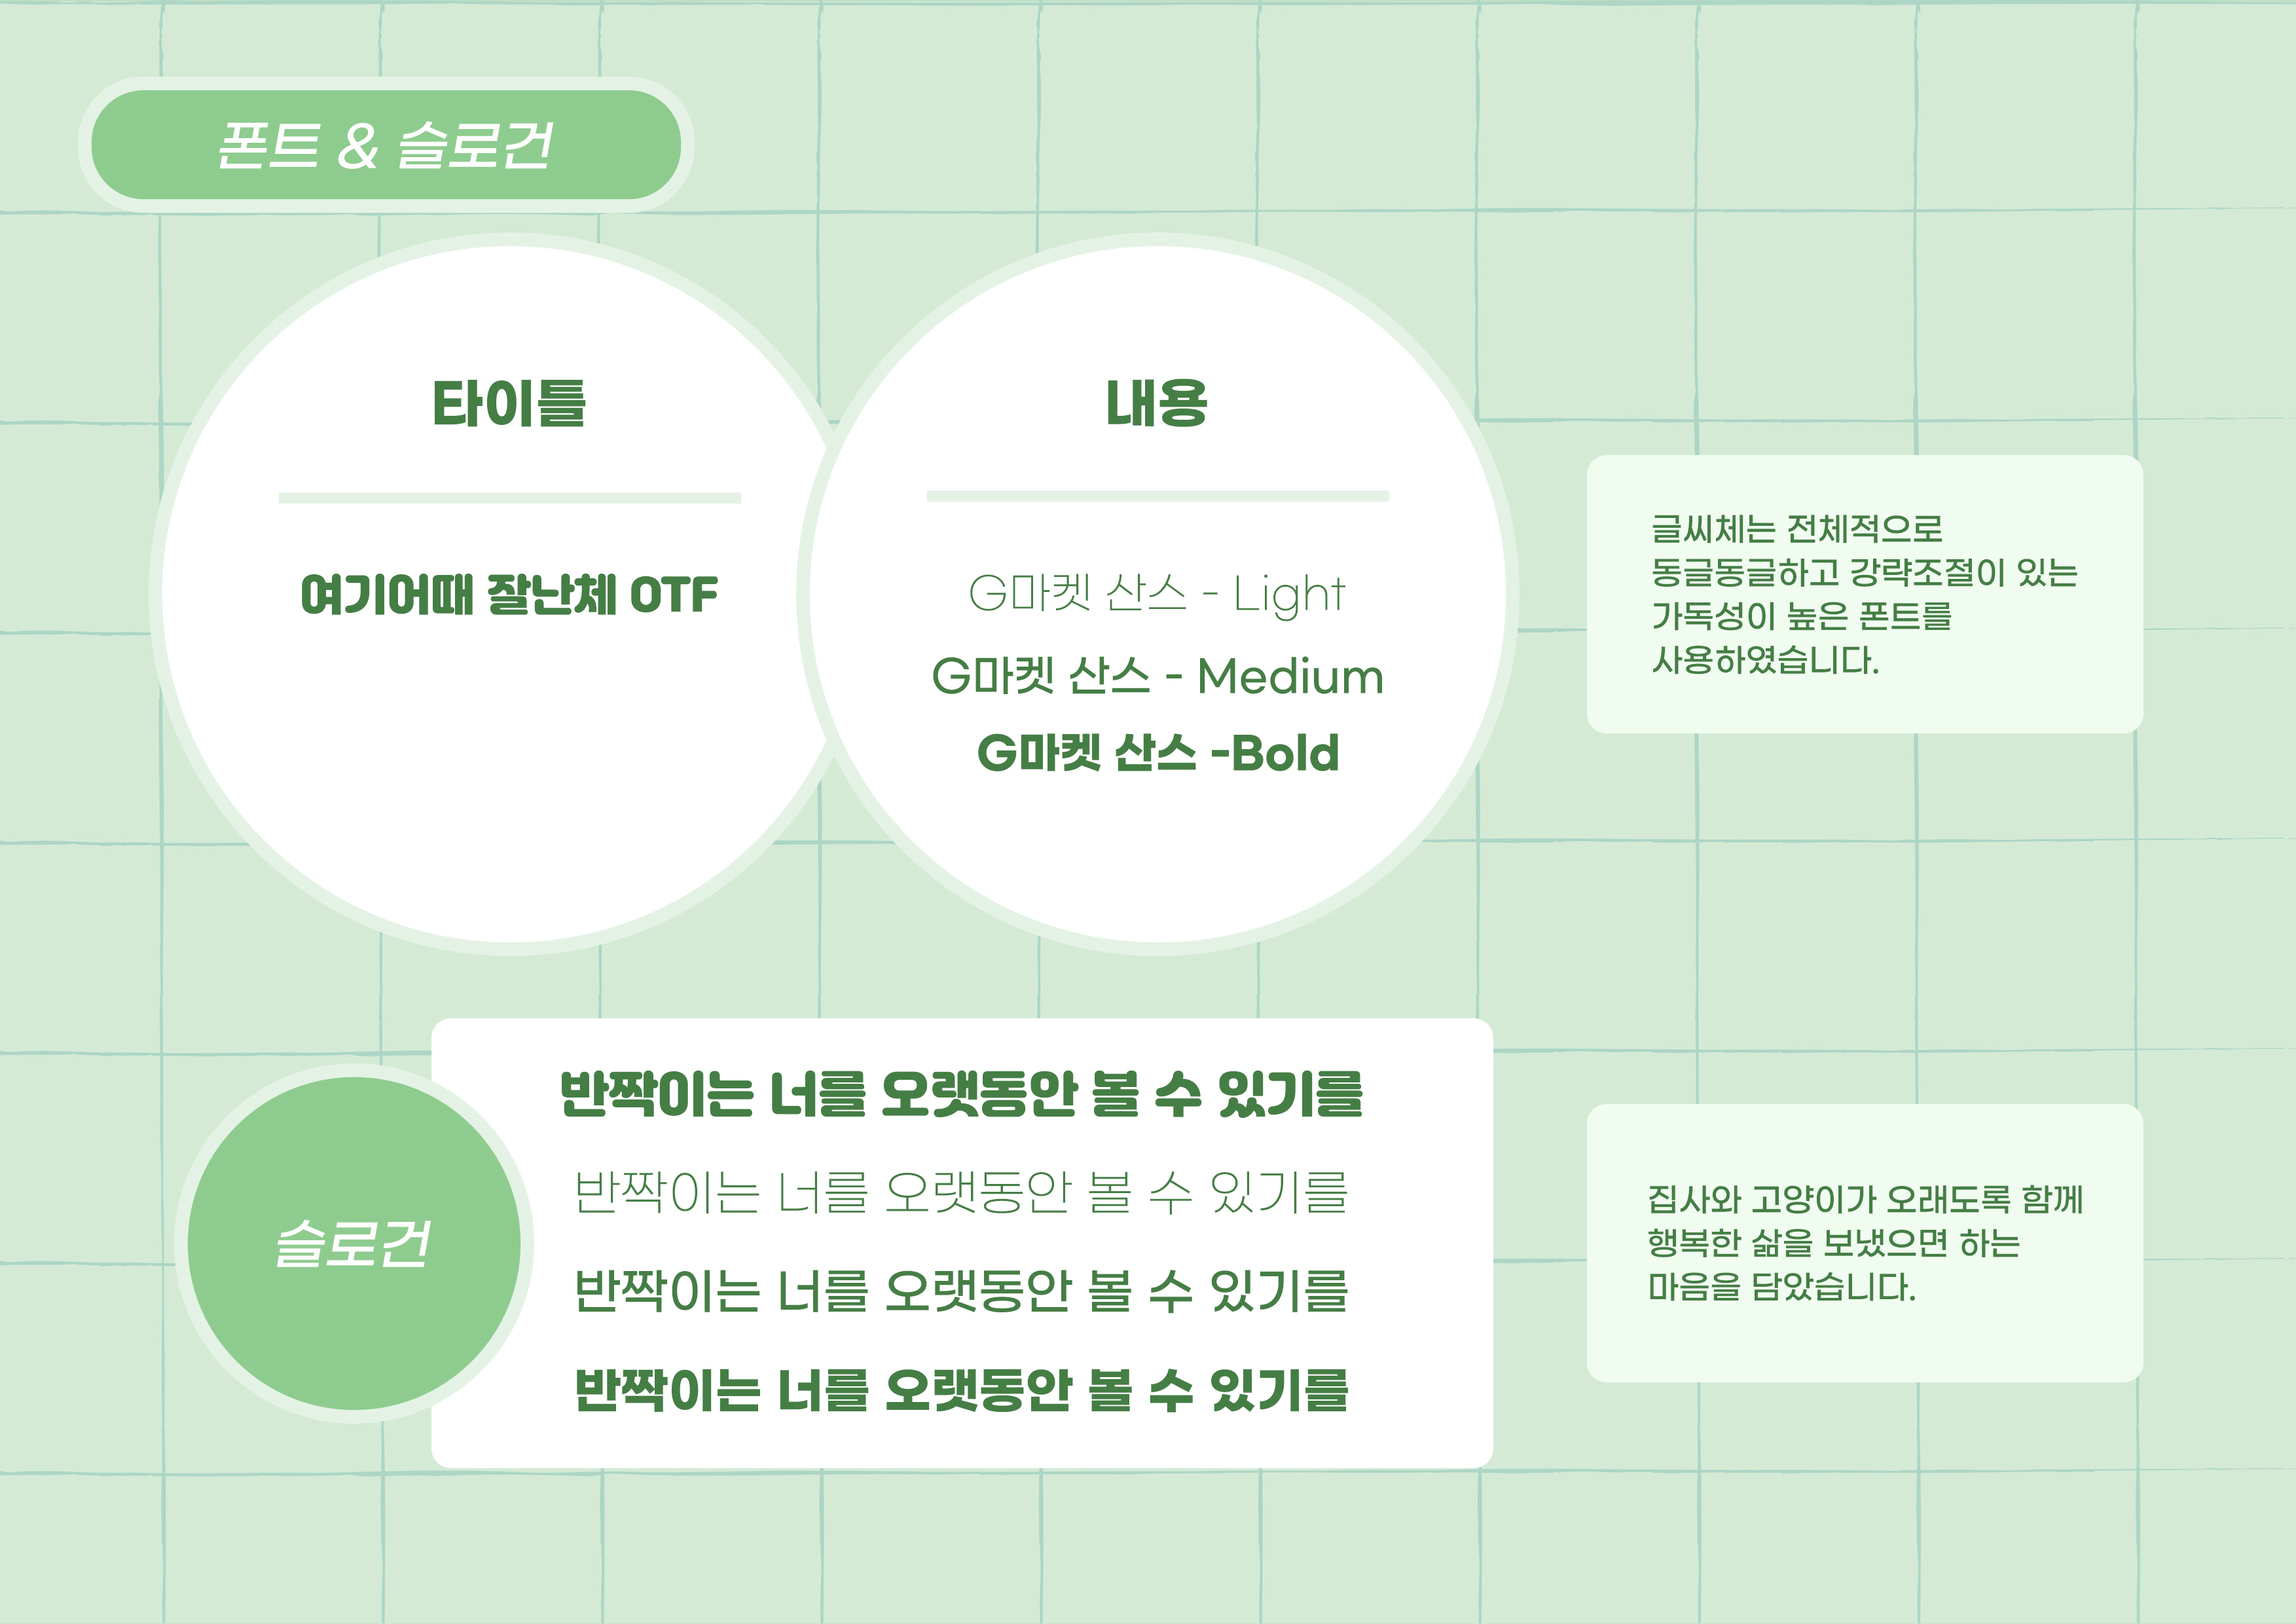 폰트 & 슬로건
타이틀
여기어때 잘난체 OTF
내용
G마켓 산스 - Light
G마켓 산스 - Medium
G마켓 산스 -Bold
글씨체는 전체적으로
동글동글하고 강략조절이 있는
가독성이 높은 폰트를
사용하였습니다.
슬로건
반짝이는 너를 오랫동안 볼 수 있기를
반짝이는 너를 오랫동안 볼 수 있기를
반짝이는 너를 오랫동안 볼 수 있기를
반짝이는 너를 오랫동안 볼 수 있기를
집사와 고양이가 오래도록 함께
행복한 삶을 보냈으면 하는
마음을 담았습니다.